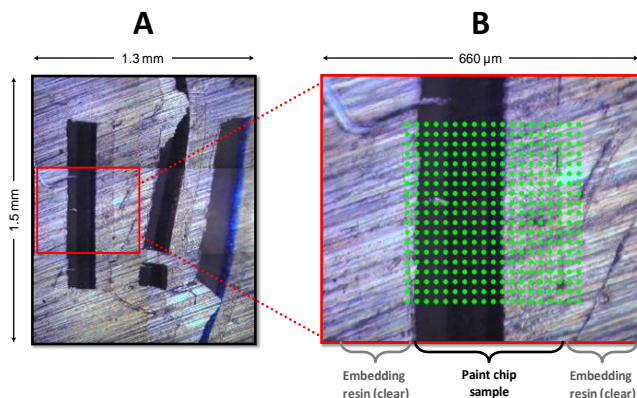 A
B
1.3 mm
660 µm
1.5 mm
Embedding
resin (clear)
Paint chip
sample
Embedding
resin (clear)